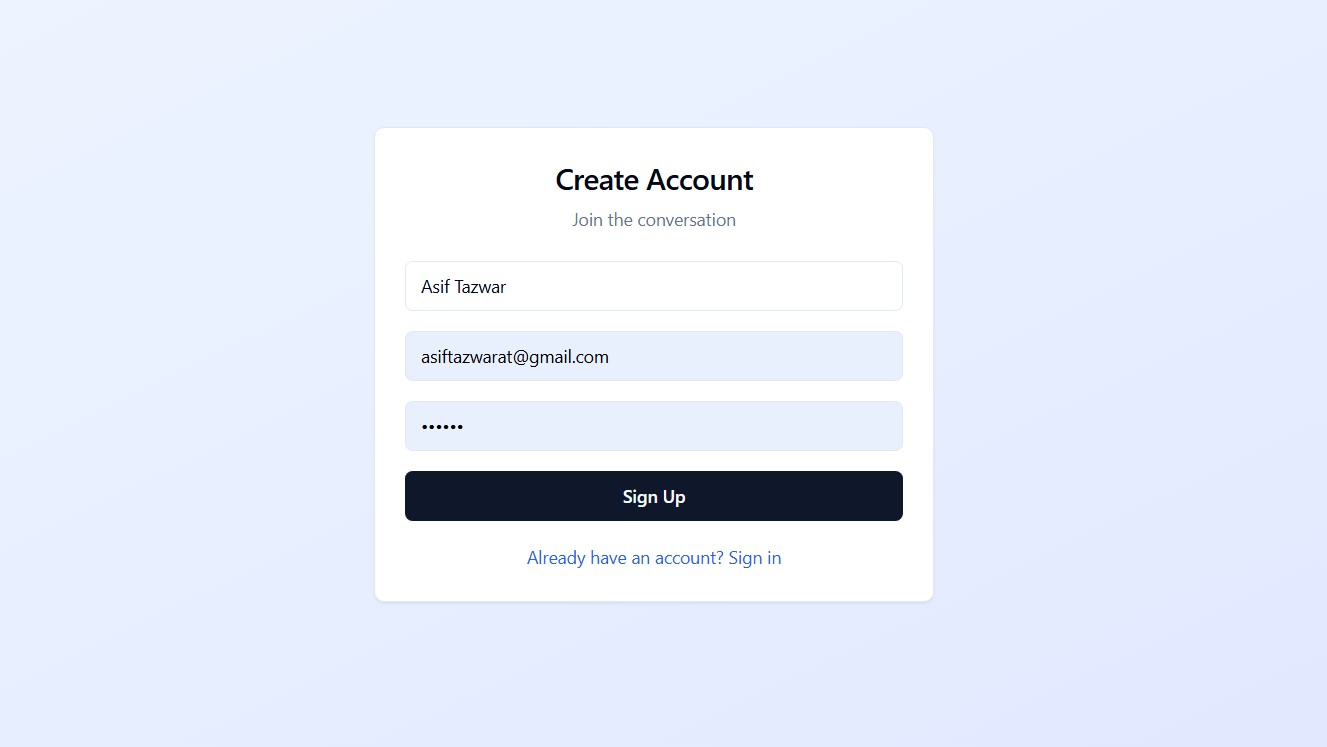 Create Account
Join the conversation
Asif Tazwar
asiftazwarat@gmail.com
••••••
Sign Up
Already have an account? Sign in